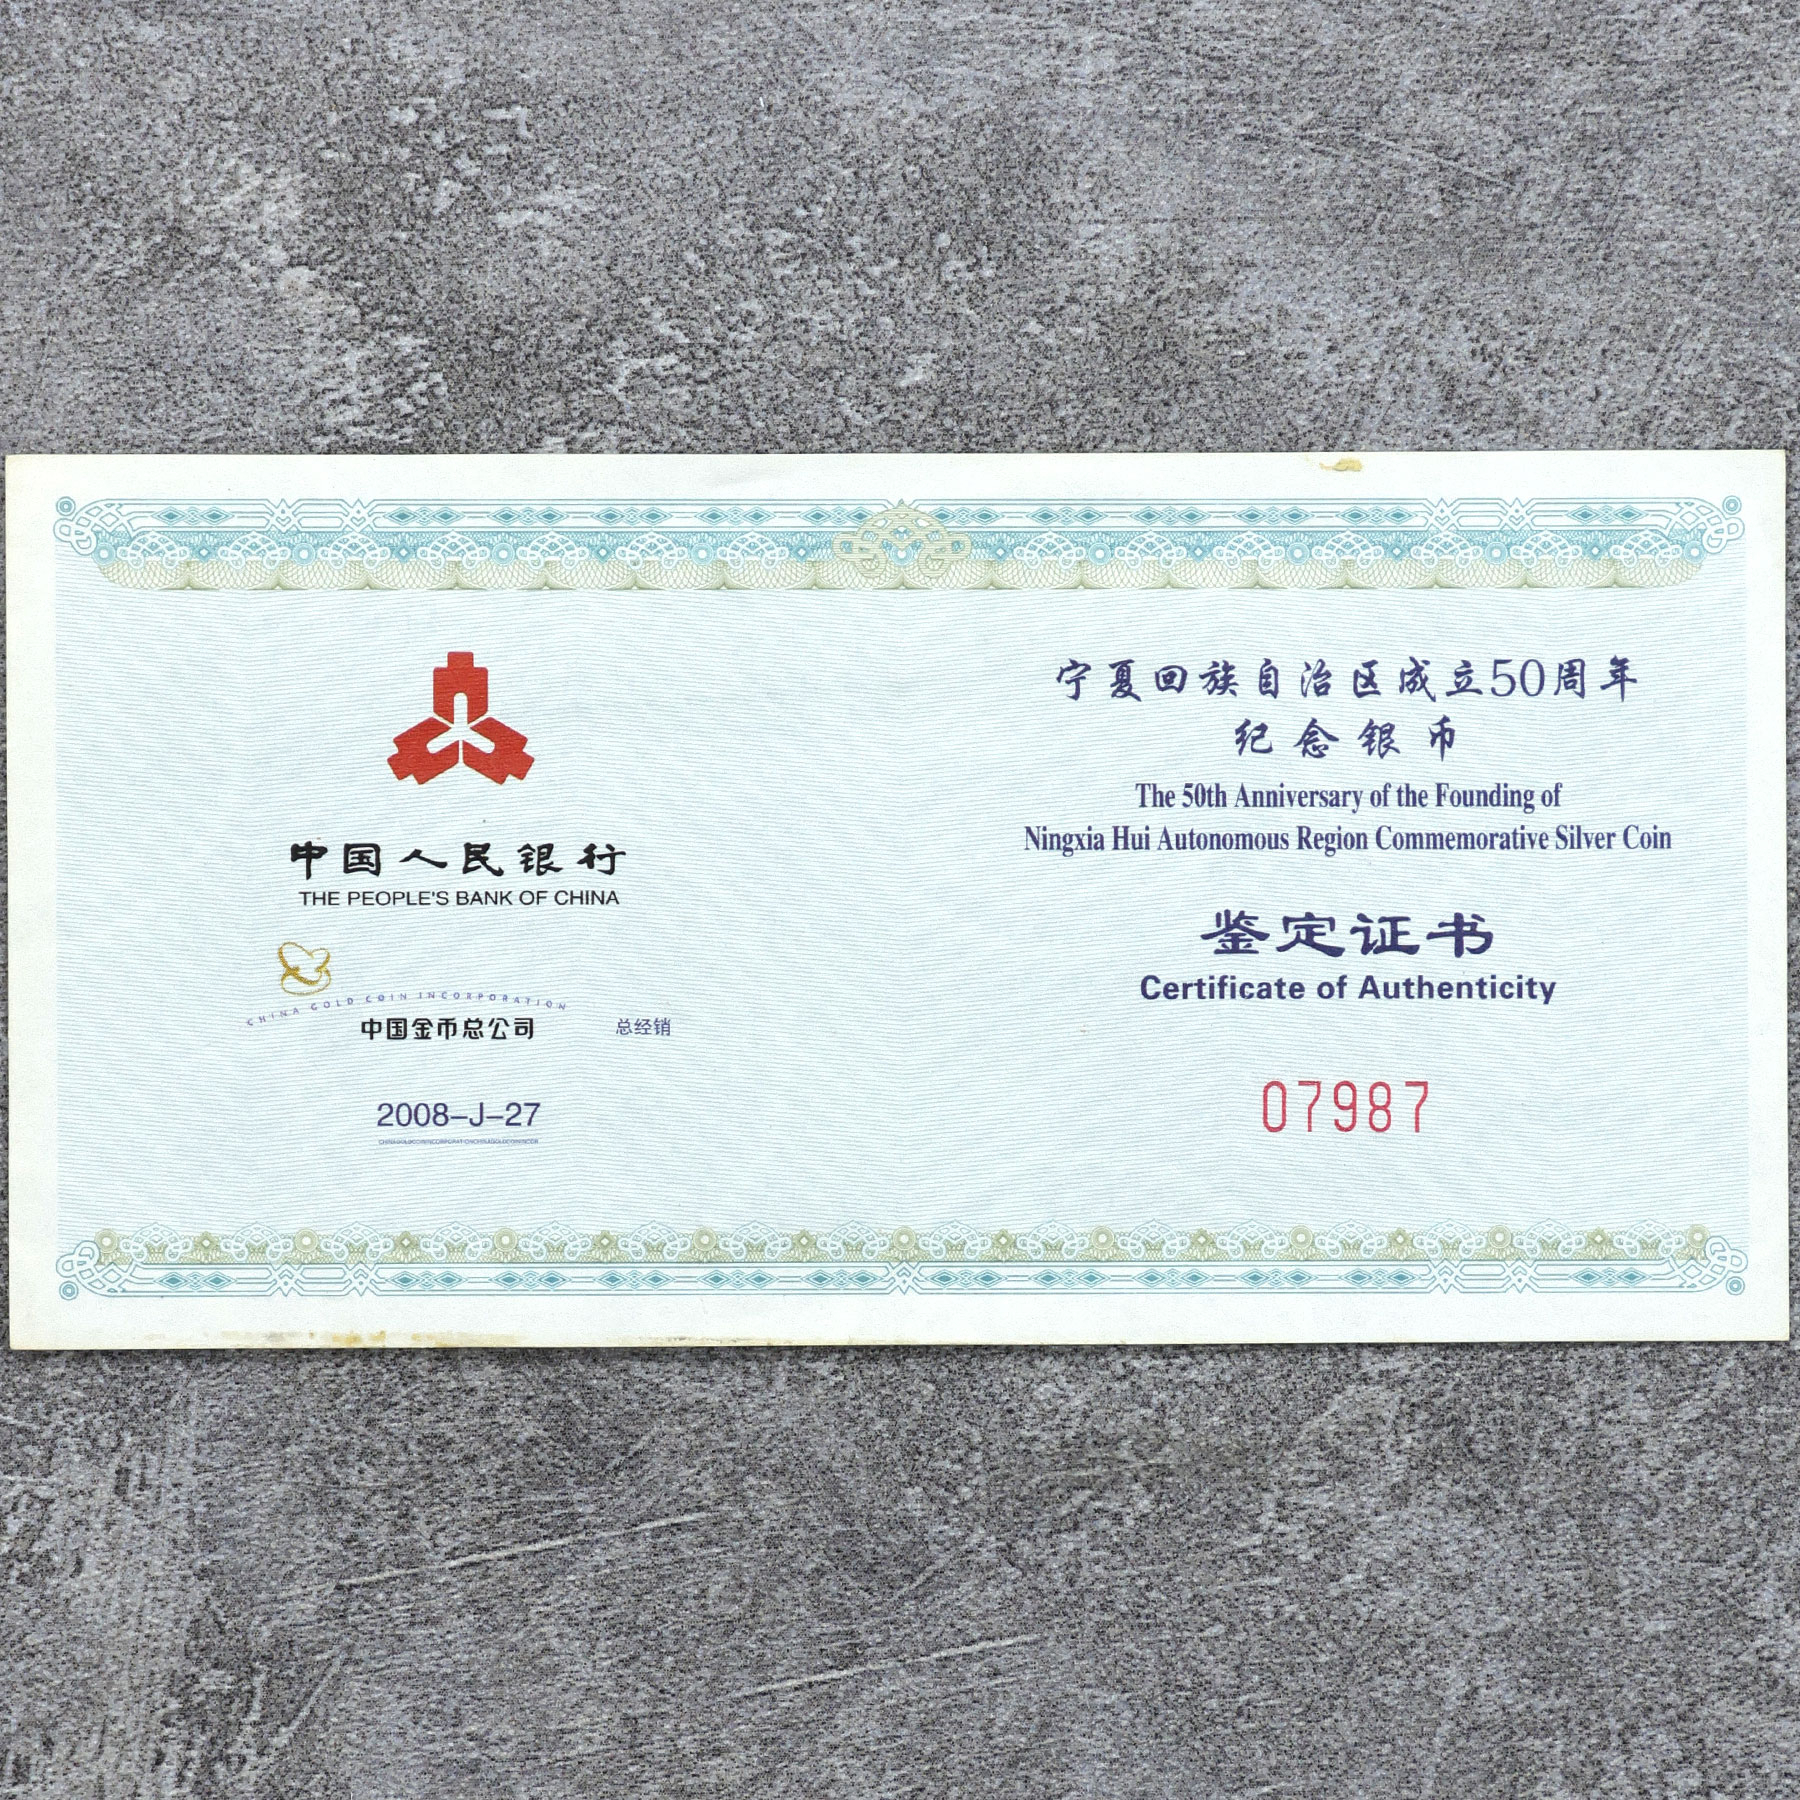 中国人民银行
THE PEOPLE'S BANK OF CHINA
CHINA GOLD COIN INCORPORATION
中国金币总公司 总经销
2008-J-27
宁夏回族自治区成立50周年
纪念银币
The 50th Anniversary of the Founding of
Ningxia Hui Autonomous Region Commemorative Silver Coin
鉴定证书
Certificate of Authenticity
07987